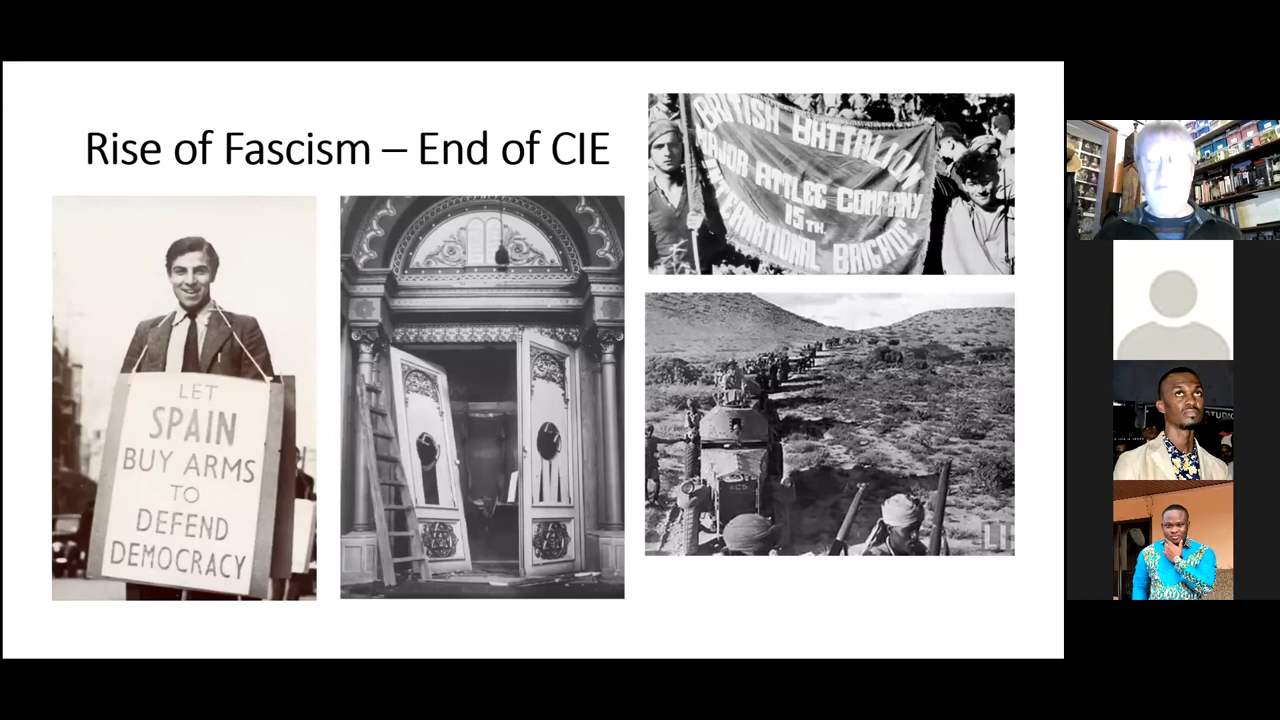 Rise of Fascism – End of CIE
LET
SPAIN
BUY ARMS
TO
DEFEND
DEMOCRACY
BRITISH BATTALION
MAJOR ATTLEE COMPANY
15TH.
INTERNATIONAL BRIGADE